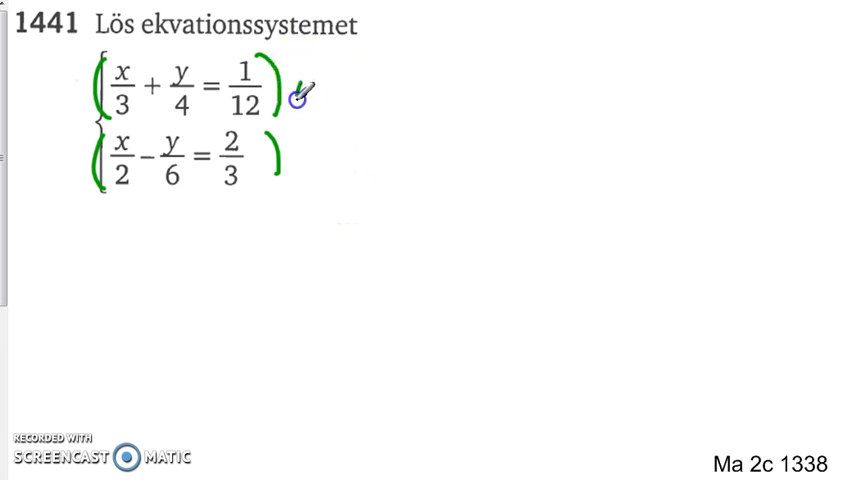 1441 Lös ekvationssystemet
x/3 + y/4 = 1/12
x/2 − y/6 = 2/3
RECORDED WITH
SCREENCAST MATIC
Ma 2c 1338